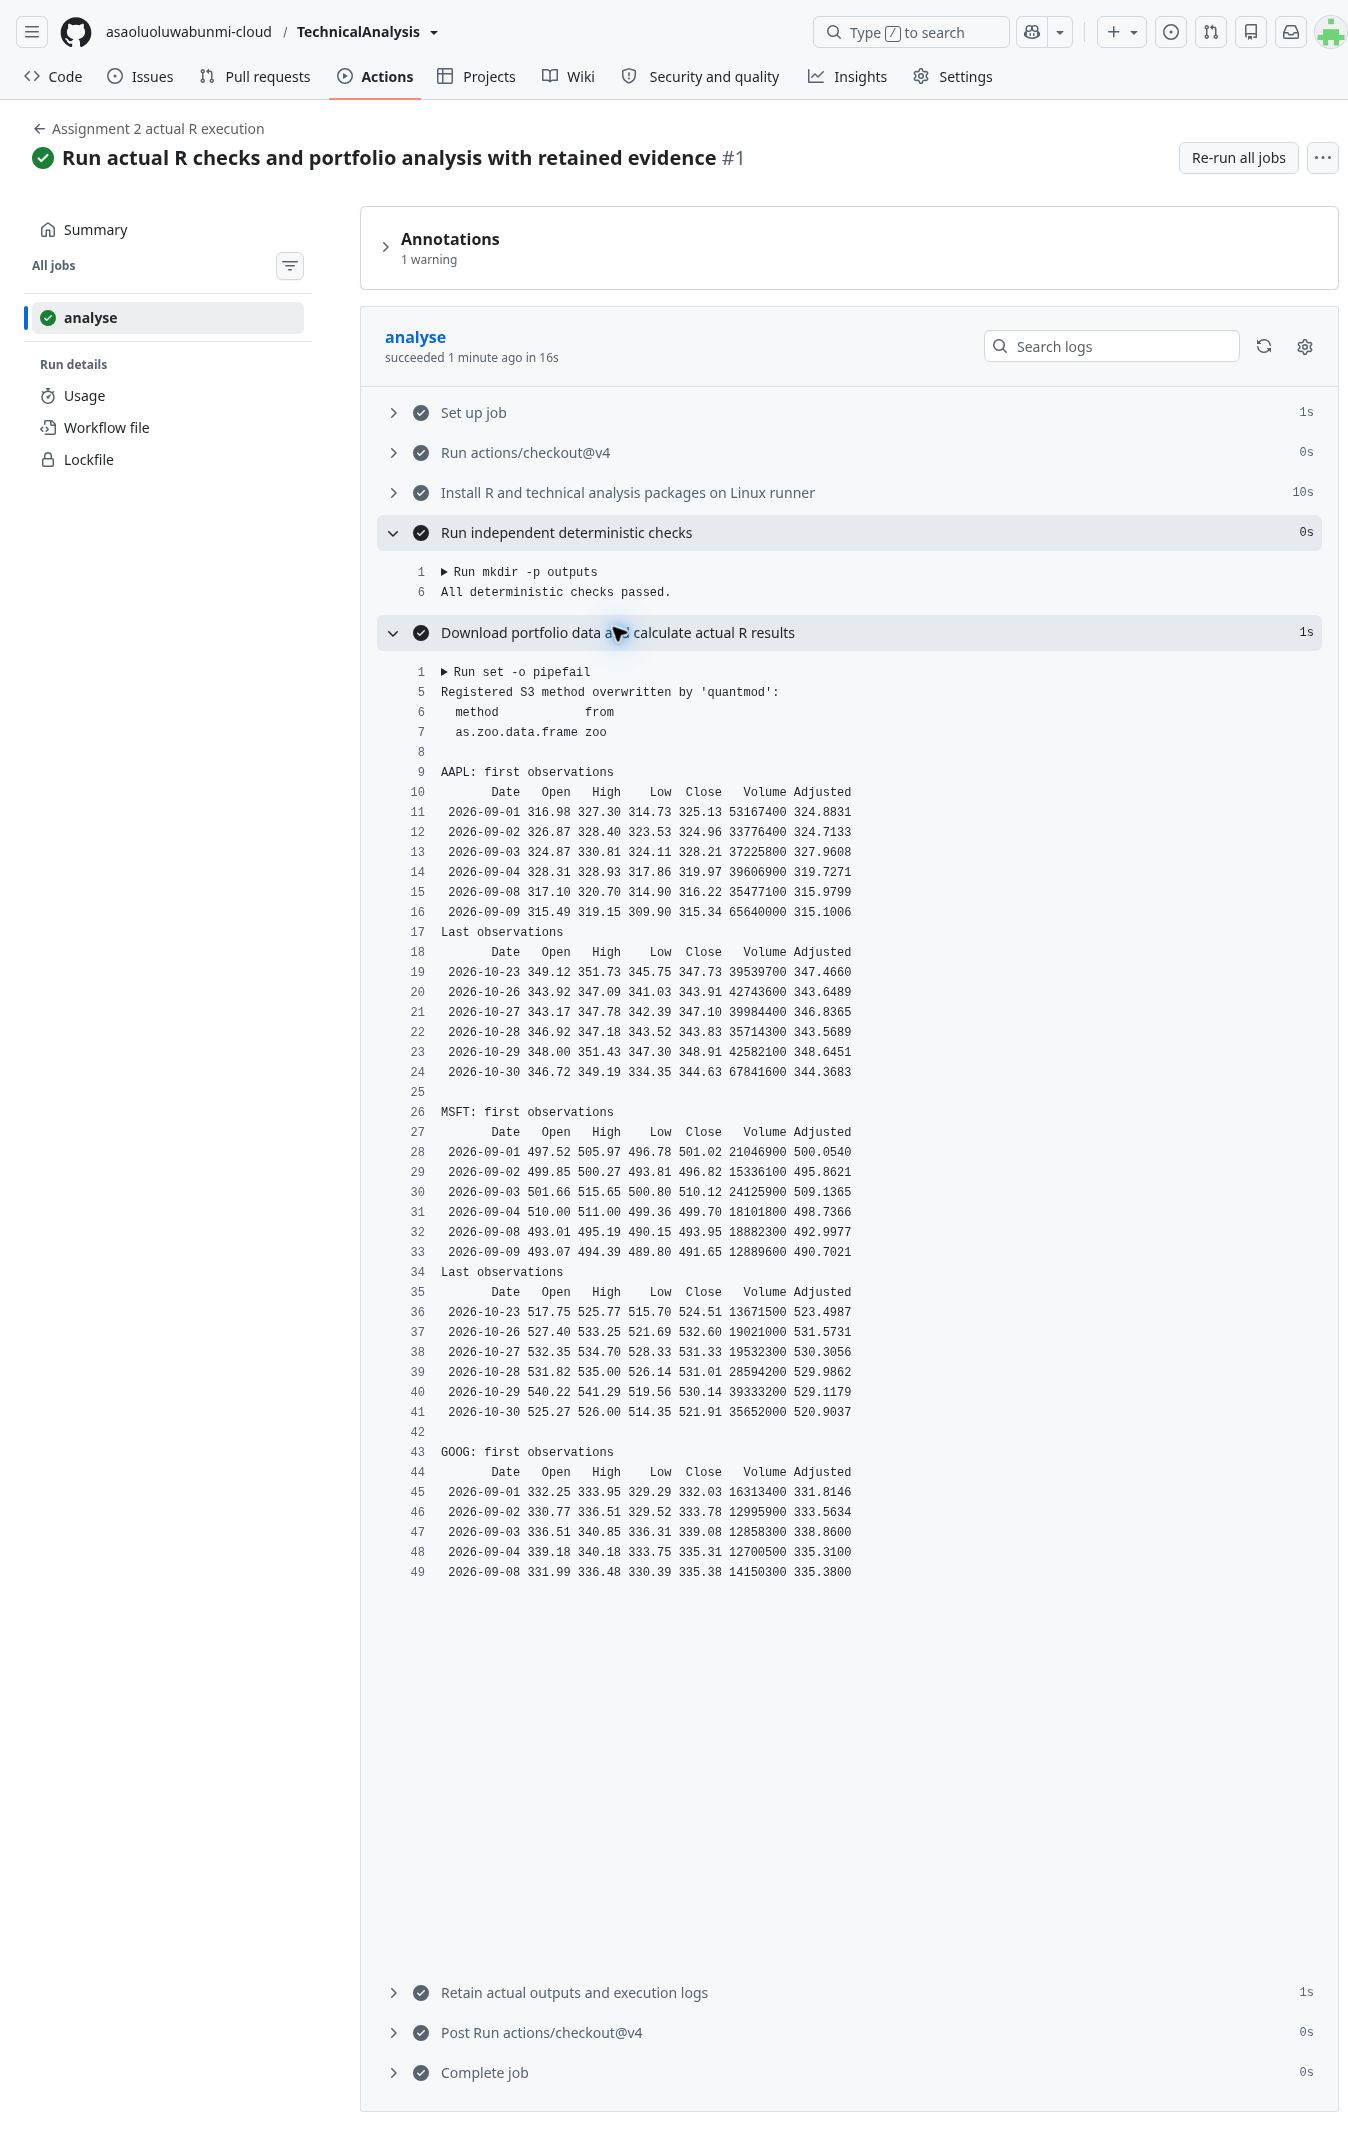 asaoluoluwabunmi-cloud / TechnicalAnalysis
Type / to search
Code Issues Pull requests Actions Projects Wiki Security and quality Insights Settings
Assignment 2 actual R execution
Run actual R checks and portfolio analysis with retained evidence #1
Re-run all jobs
Summary
All jobs
analyse
Run details
Usage
Workflow file
Lockfile
Annotations
1 warning
analyse
succeeded 1 minute ago in 16s
Search logs
Set up job 1s
Run actions/checkout@v4 0s
Install R and technical analysis packages on Linux runner 10s
Run independent deterministic checks 0s
1 Run mkdir -p outputs
6 All deterministic checks passed.
Download portfolio data and calculate actual R results 1s
1 Run set -o pipefail
5 Registered S3 method overwritten by 'quantmod':
6 method from
7 as.zoo.data.frame zoo
8
9 AAPL: first observations
10 Date Open High Low Close Volume Adjusted
11 2026-09-01 316.98 327.30 314.73 325.13 53167400 324.8831
12 2026-09-02 326.87 328.40 323.53 324.96 33776400 324.7133
13 2026-09-03 324.87 330.81 324.11 328.21 37225800 327.9608
14 2026-09-04 328.31 328.93 317.86 319.97 39606900 319.7271
15 2026-09-08 317.10 320.70 314.90 316.22 35477100 315.9799
16 2026-09-09 315.49 319.15 309.90 315.34 65640000 315.1006
17 Last observations
18 Date Open High Low Close Volume Adjusted
19 2026-10-23 349.12 351.73 345.75 347.73 39539700 347.4660
20 2026-10-26 343.92 347.09 341.03 343.91 42743600 343.6489
21 2026-10-27 343.17 347.78 342.39 347.10 39984400 346.8365
22 2026-10-28 346.92 347.18 343.52 343.83 35714300 343.5689
23 2026-10-29 348.00 351.43 347.30 348.91 42582100 348.6451
24 2026-10-30 346.72 349.19 334.35 344.63 67841600 344.3683
25
26 MSFT: first observations
27 Date Open High Low Close Volume Adjusted
28 2026-09-01 497.52 505.97 496.78 501.02 21046900 500.0540
29 2026-09-02 499.85 500.27 493.81 496.82 15336100 495.8621
30 2026-09-03 501.66 515.65 500.80 510.12 24125900 509.1365
31 2026-09-04 510.00 511.00 499.36 499.70 18101800 498.7366
32 2026-09-08 493.01 495.19 490.15 493.95 18882300 492.9977
33 2026-09-09 493.07 494.39 489.80 491.65 12889600 490.7021
34 Last observations
35 Date Open High Low Close Volume Adjusted
36 2026-10-23 517.75 525.77 515.70 524.51 13671500 523.4987
37 2026-10-26 527.40 533.25 521.69 532.60 19021000 531.5731
38 2026-10-27 532.35 534.70 528.33 531.33 19532300 530.3056
39 2026-10-28 531.82 535.00 526.14 531.01 28594200 529.9862
40 2026-10-29 540.22 541.29 519.56 530.14 39333200 529.1179
41 2026-10-30 525.27 526.00 514.35 521.91 35652000 520.9037
42
43 GOOG: first observations
44 Date Open High Low Close Volume Adjusted
45 2026-09-01 332.25 333.95 329.29 332.03 16313400 331.8146
46 2026-09-02 330.77 336.51 329.52 333.78 12995900 333.5634
47 2026-09-03 336.51 340.85 336.31 339.08 12858300 338.8600
48 2026-09-04 339.18 340.18 333.75 335.31 12700500 335.3100
49 2026-09-08 331.99 336.48 330.39 335.38 14150300 335.3800
Retain actual outputs and execution logs 1s
Post Run actions/checkout@v4 0s
Complete job 0s